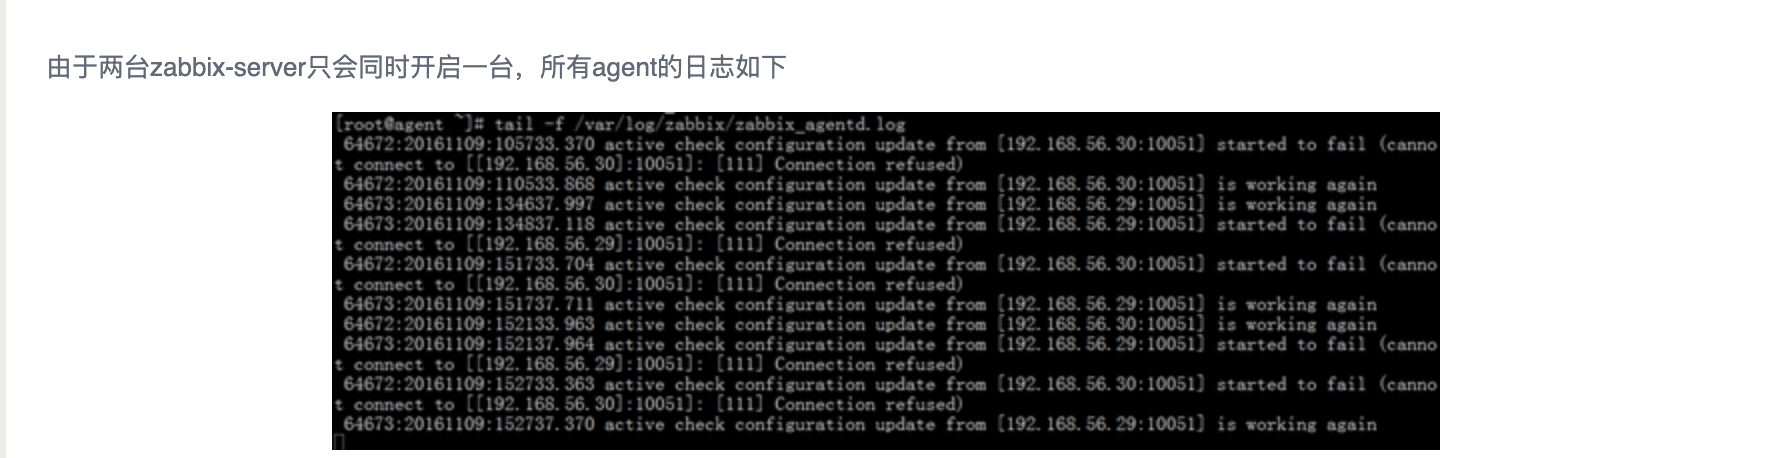 由于两台zabbix-server只会同时开启一台，所有agent的日志如下
[root@agent ~]# tail -f /var/log/zabbix/zabbix_agentd.log
64672:20161109:105733.370 active check configuration update from [192.168.56.30:10051] started to fail (canno
t connect to [[192.168.56.30]:10051]: [111] Connection refused)
64672:20161109:110533.868 active check configuration update from [192.168.56.30:10051] is working again
64673:20161109:134637.997 active check configuration update from [192.168.56.29:10051] is working again
64673:20161109:134837.118 active check configuration update from [192.168.56.29:10051] started to fail (canno
t connect to [[192.168.56.29]:10051]: [111] Connection refused)
64672:20161109:151733.704 active check configuration update from [192.168.56.30:10051] started to fail (canno
t connect to [[192.168.56.30]:10051]: [111] Connection refused)
64673:20161109:151737.711 active check configuration update from [192.168.56.29:10051] is working again
64672:20161109:152133.963 active check configuration update from [192.168.56.30:10051] is working again
64673:20161109:152137.964 active check configuration update from [192.168.56.29:10051] started to fail (canno
t connect to [[192.168.56.29]:10051]: [111] Connection refused)
64672:20161109:152733.363 active check configuration update from [192.168.56.30:10051] started to fail (canno
t connect to [[192.168.56.30]:10051]: [111] Connection refused)
64673:20161109:152737.370 active check configuration update from [192.168.56.29:10051] is working again